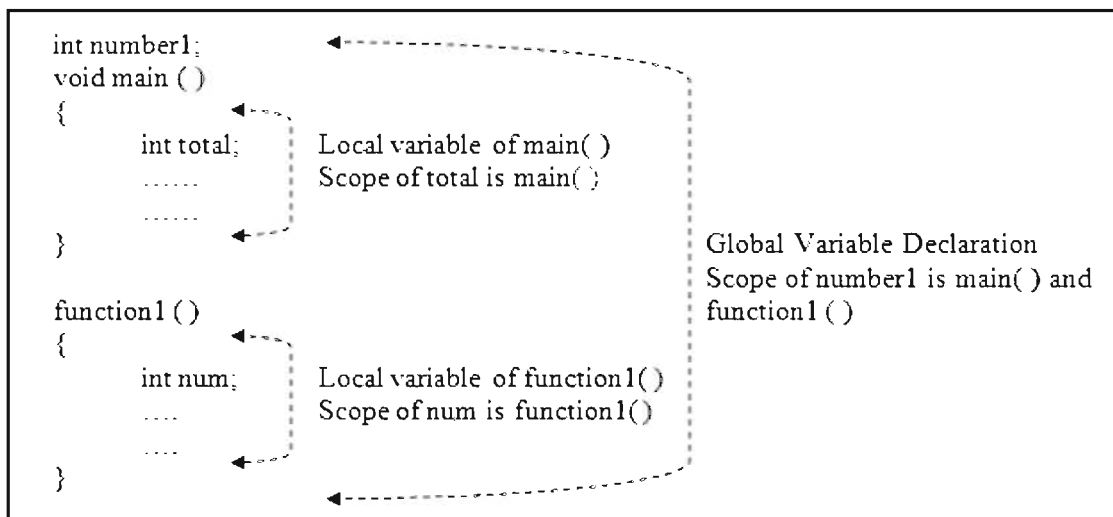 int number1;
void main ( )
{
int total;
......
......
}
Local variable of main( )
Scope of total is main( )
Global Variable Declaration
Scope of number1 is main( ) and
function1 ( )
function1 ( )
{
int num;
....
....
}
Local variable of function1()
Scope of num is function1()